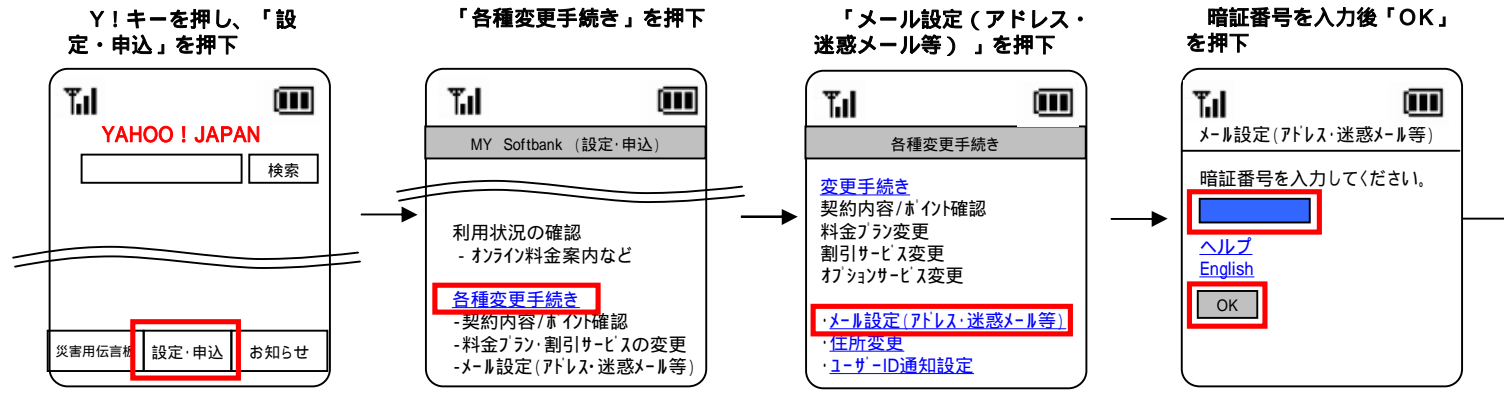 Y！キーを押し、「設
定・申込」を押下
YAHOO！JAPAN
検索
災害用伝言板
設定・申込
お知らせ
「各種変更手続き」を押下
MY Softbank（設定・申込）
利用状況の確認
- ｵﾝﾗｲﾝ料金案内など
各種変更手続き
-契約内容/ﾎﾟｲﾝﾄ確認
-料金ﾌﾟﾗﾝ・割引ｻｰﾋﾞｽの変更
-ﾒｰﾙ設定(ｱﾄﾞﾚｽ・迷惑ﾒｰﾙ等)
「メール設定（アドレス・
迷惑メール等）」を押下
各種変更手続き
変更手続き
契約内容/ﾎﾟｲﾝﾄ確認
料金ﾌﾟﾗﾝ変更
割引ｻｰﾋﾞｽ変更
ｵﾌﾟｼｮﾝｻｰﾋﾞｽ変更
・ﾒｰﾙ設定(ｱﾄﾞﾚｽ・迷惑ﾒｰﾙ等)
・住所変更
・ﾕｰｻﾞｰID通知設定
暗証番号を入力後「OK」
を押下
ﾒｰﾙ設定(ｱﾄﾞﾚｽ・迷惑ﾒｰﾙ等)
暗証番号を入力してください。
ヘルプ
English
OK